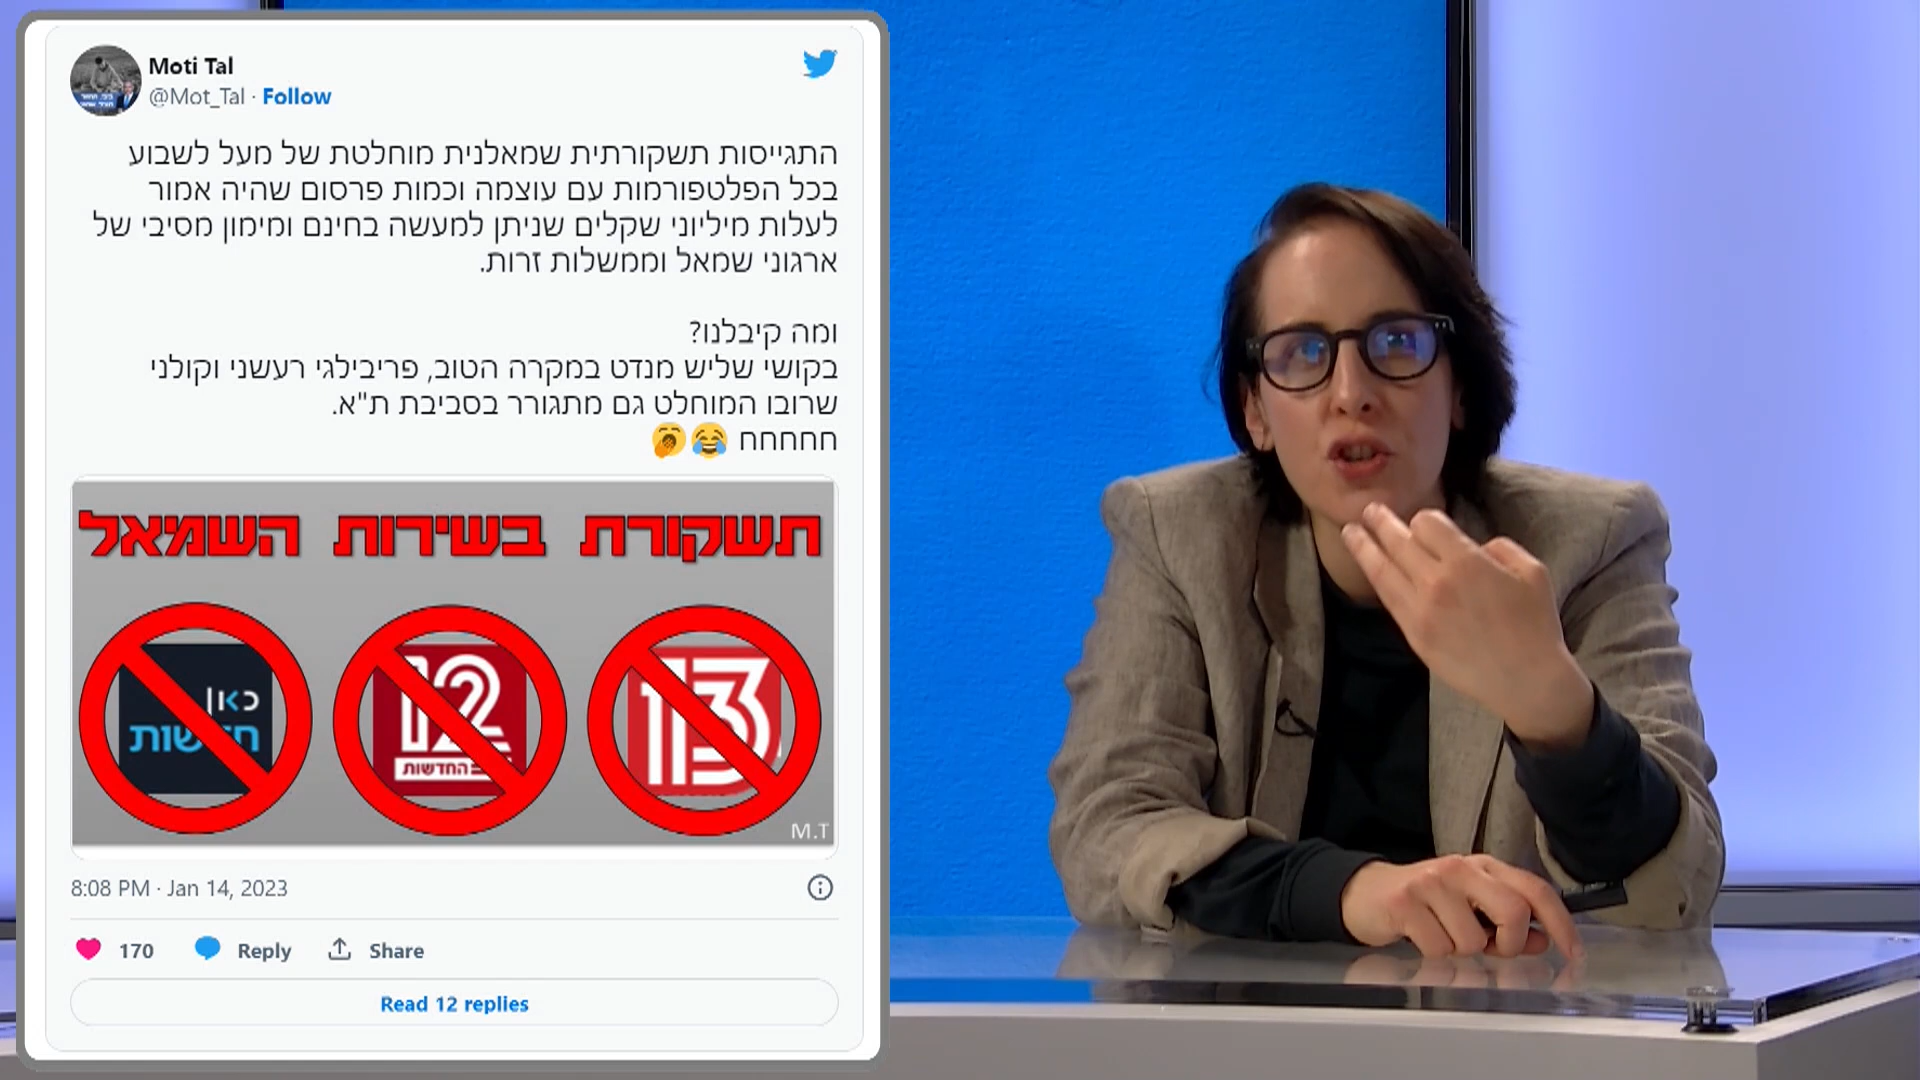 Moti Tal
@Mot_Tal · Follow
התגייסות תשקורתית שמאלנית מוחלטת של מעל לשבוע
בכל הפלטפורמות עם עוצמה וכמות פרסום שהיה אמור
לעלות מיליוני שקלים שניתן למעשה בחינם ומימון מסיבי של
ארגוני שמאל וממשלות זרות.
ומה קיבלנו?
בקושי שליש מנדט במקרה הטוב, פריבילגי רעשני וקולני
שרובו המוחלט גם מתגורר בסביבת ת"א.
חחחחח 😂🥱
תשקורת בשירות השמאל
כאן
חדשות
12
החדשות
13
M.T
8:08 PM · Jan 14, 2023
170 Reply Share
Read 12 replies